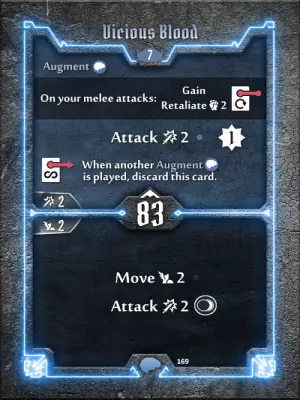 Vicious Blood
7
Augment
On your melee attacks: Gain
Retaliate 2
Attack 2 1
When another Augment
is played, discard this card.
2
83
2
Move 2
Attack 2
169